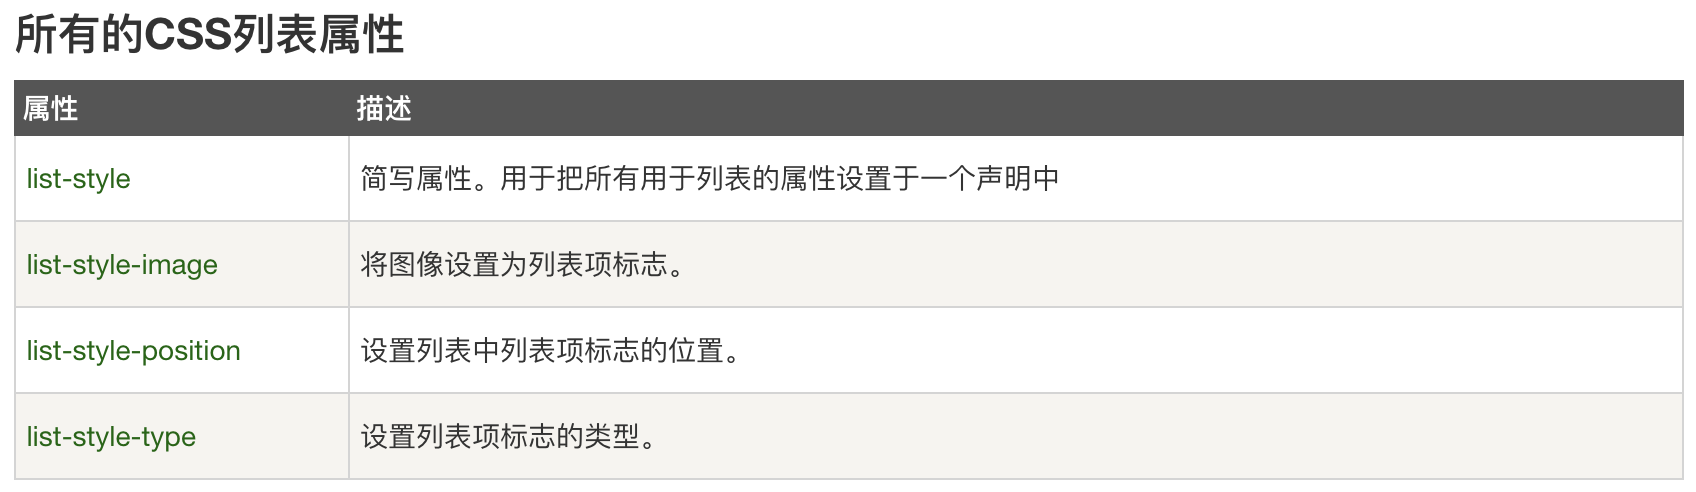 所有的CSS列表属性
属性 描述
list-style 简写属性。用于把所有用于列表的属性设置于一个声明中
list-style-image 将图像设置为列表项标志。
list-style-position 设置列表中列表项标志的位置。
list-style-type 设置列表项标志的类型。